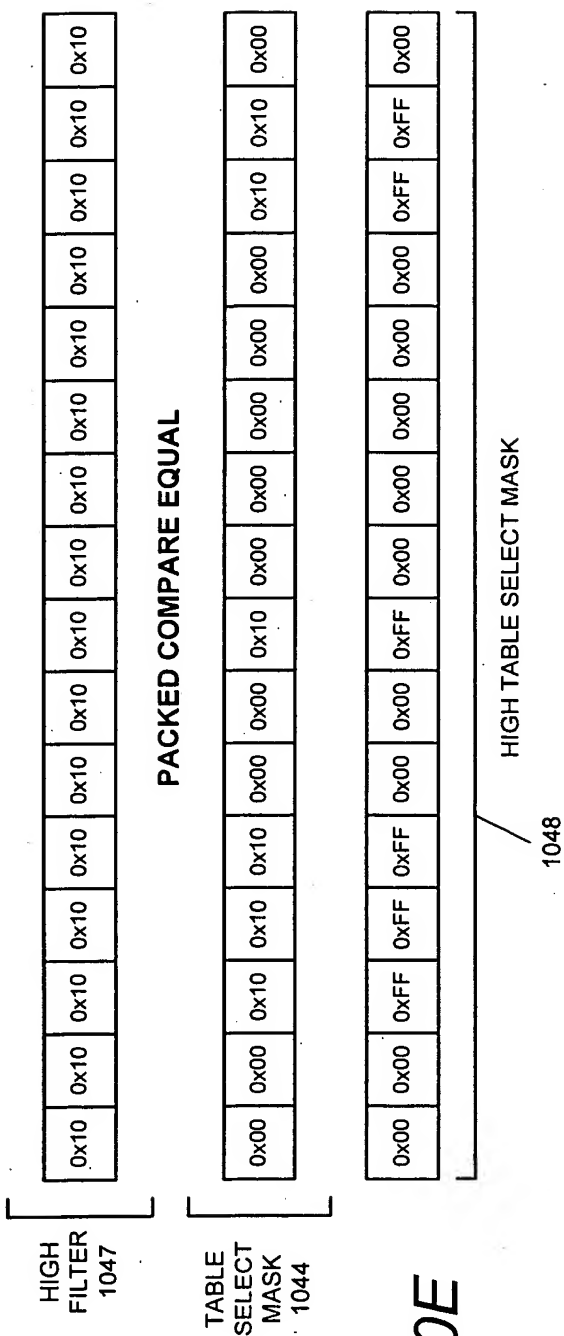 HIGH
FILTER
1047
0x10 0x10 0x10 0x10 0x10 0x10 0x10 0x10 0x10 0x10 0x10 0x10 0x10 0x10 0x10 0x10
PACKED COMPARE EQUAL
TABLE
SELECT
MASK
1044
0x00 0x00 0x10 0x10 0x10 0x00 0x00 0x10 0x00 0x00 0x00 0x00 0x00 0x10 0x10 0x00
0x00 0x00 0xFF 0xFF 0xFF 0x00 0x00 0xFF 0x00 0x00 0x00 0x00 0x00 0xFF 0xFF 0x00
HIGH TABLE SELECT MASK
1048
0E